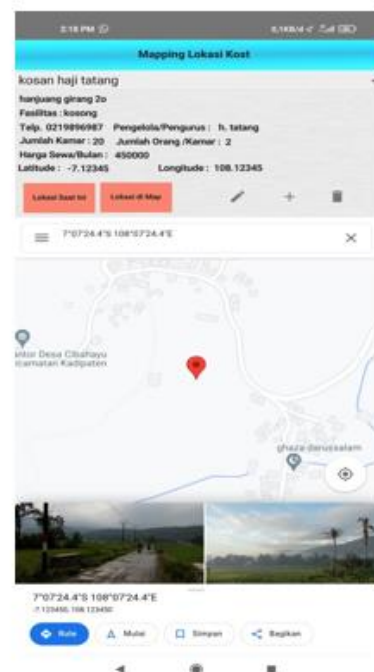 2:18 PM
Mapping Lokasi Kost
kosan haji tatang
hanjuang girang 2o
Fasilitas : kosong
Telp. 0219896987 Pengelola/Pengurus : h. tatang
Jumlah Kamar : 20 Jumlah Orang /Kamar : 2
Harga Sewa/Bulan : 450000
Latitude : -7.12345 Longitude : 108.12345
Lokasi Saat Ini Lokasi di Map
7°07'24.4"S 108°07'24.4"E
Desa Cibahayu
Kadipaten
ghaza darussalam
7°07'24.4"S 108°07'24.4"E
-7.123450, 108.123450
Rute Mulai Simpan Bagikan